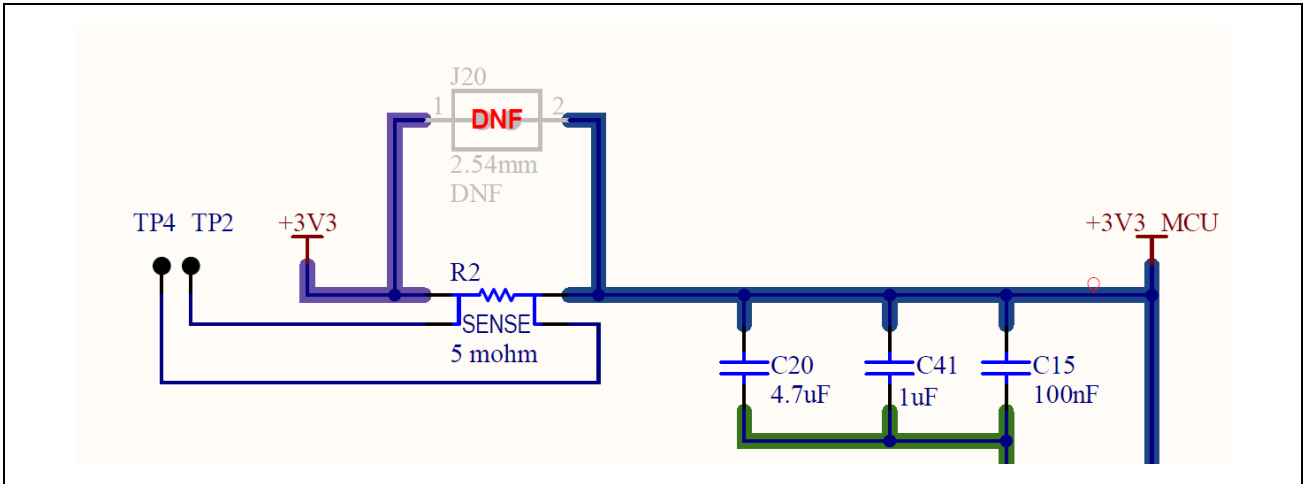 J20
1 DNF 2
2.54mm
DNF
TP4 TP2 +3V3 +3V3_MCU
R2
SENSE
5 mohm
C20 C41 C15
4.7uF 1uF 100nF